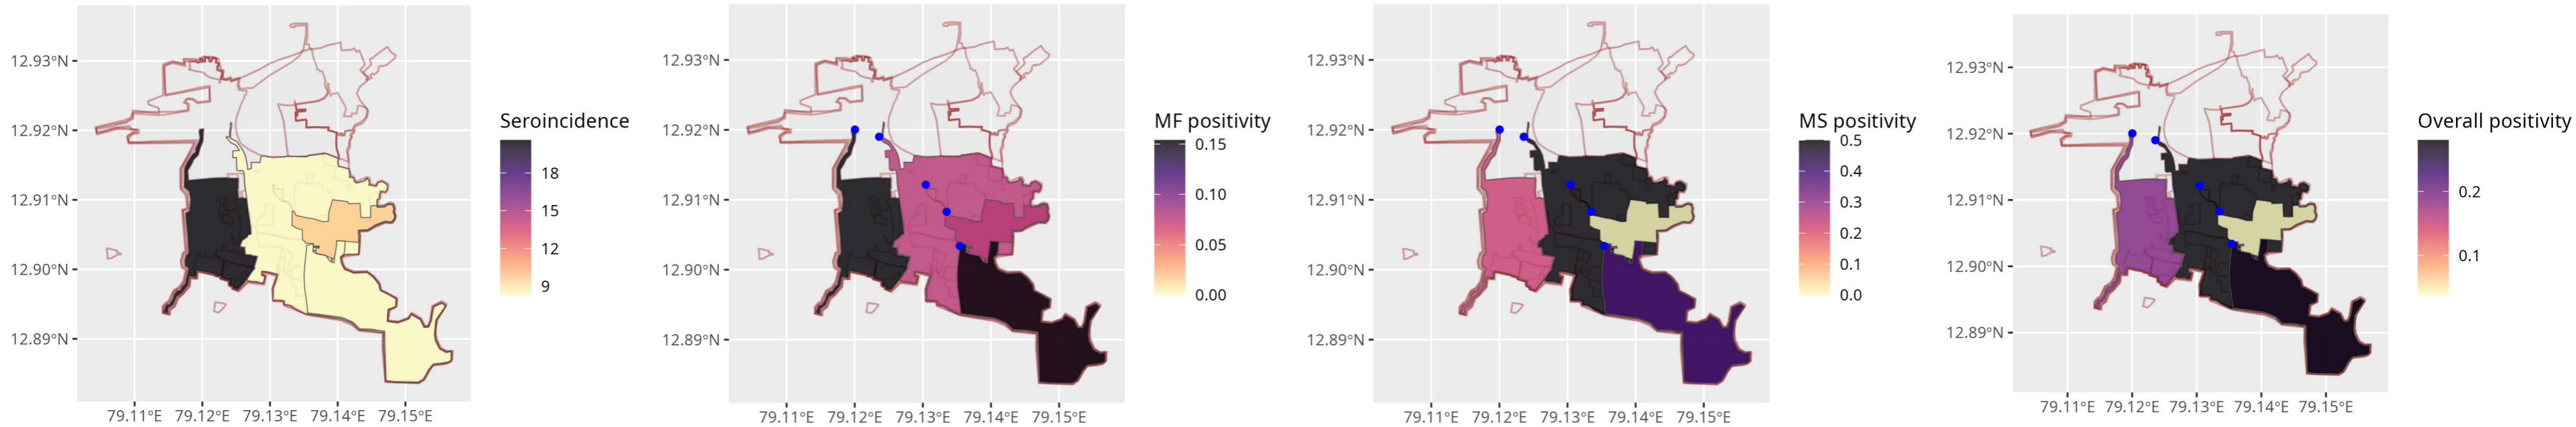 Seroincidence
18
15
12
9
12.93°N
12.92°N
12.91°N
12.90°N
12.89°N
79.11°E 79.12°E 79.13°E 79.14°E 79.15°E
MF positivity
0.15
0.10
0.05
0.00
12.93°N
12.92°N
12.91°N
12.90°N
12.89°N
79.11°E 79.12°E 79.13°E 79.14°E 79.15°E
MS positivity
0.5
0.4
0.3
0.2
0.1
0.0
12.93°N
12.92°N
12.91°N
12.90°N
12.89°N
79.11°E 79.12°E 79.13°E 79.14°E 79.15°E
Overall positivity
0.2
0.1
12.93°N
12.92°N
12.91°N
12.90°N
12.89°N
79.11°E 79.12°E 79.13°E 79.14°E 79.15°E